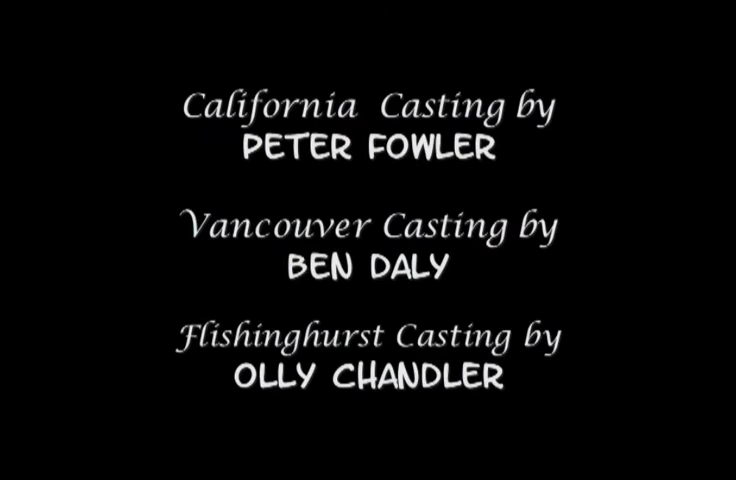 California Casting by
PETER FOWLER
Vancouver Casting by
BEN DALY
Flishinghurst Casting by
OLLY CHANDLER